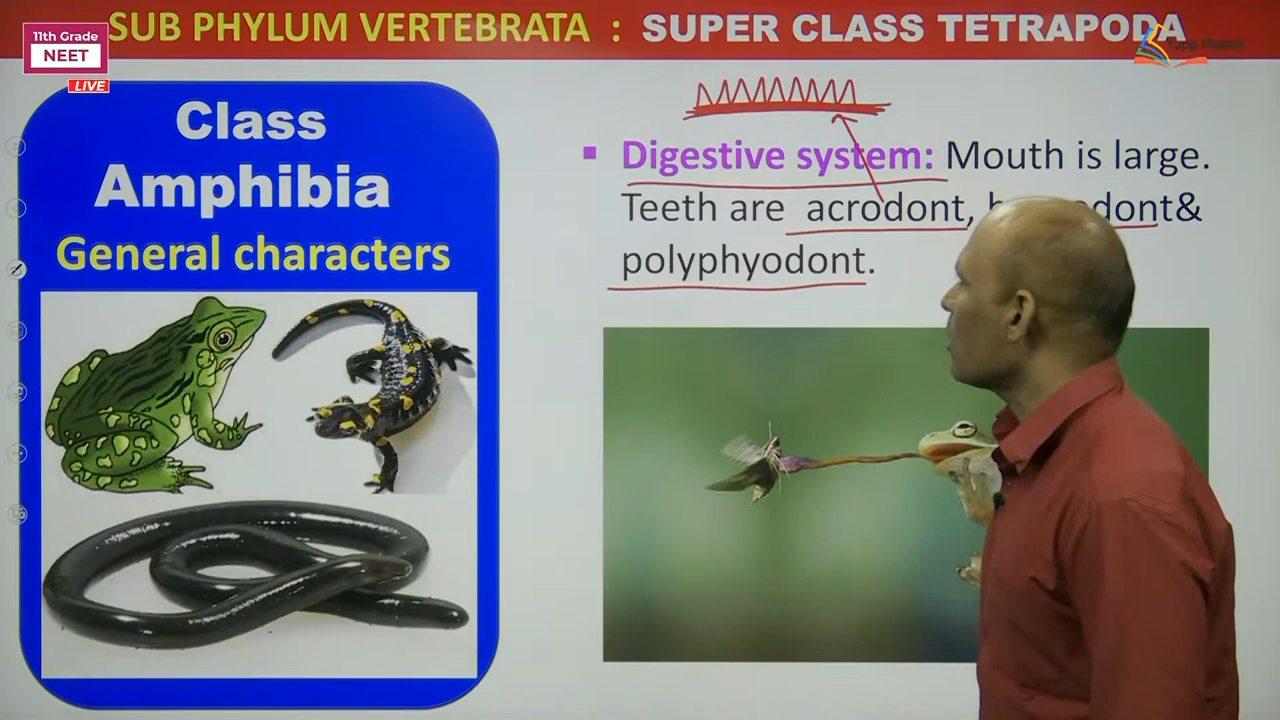 SUB PHYLUM VERTEBRATA : SUPER CLASS TETRAPODA
11th Grade
NEET
LIVE
Class
Amphibia
General characters
▪ Digestive system: Mouth is large.
Teeth are acrodont, &
polyphyodont.